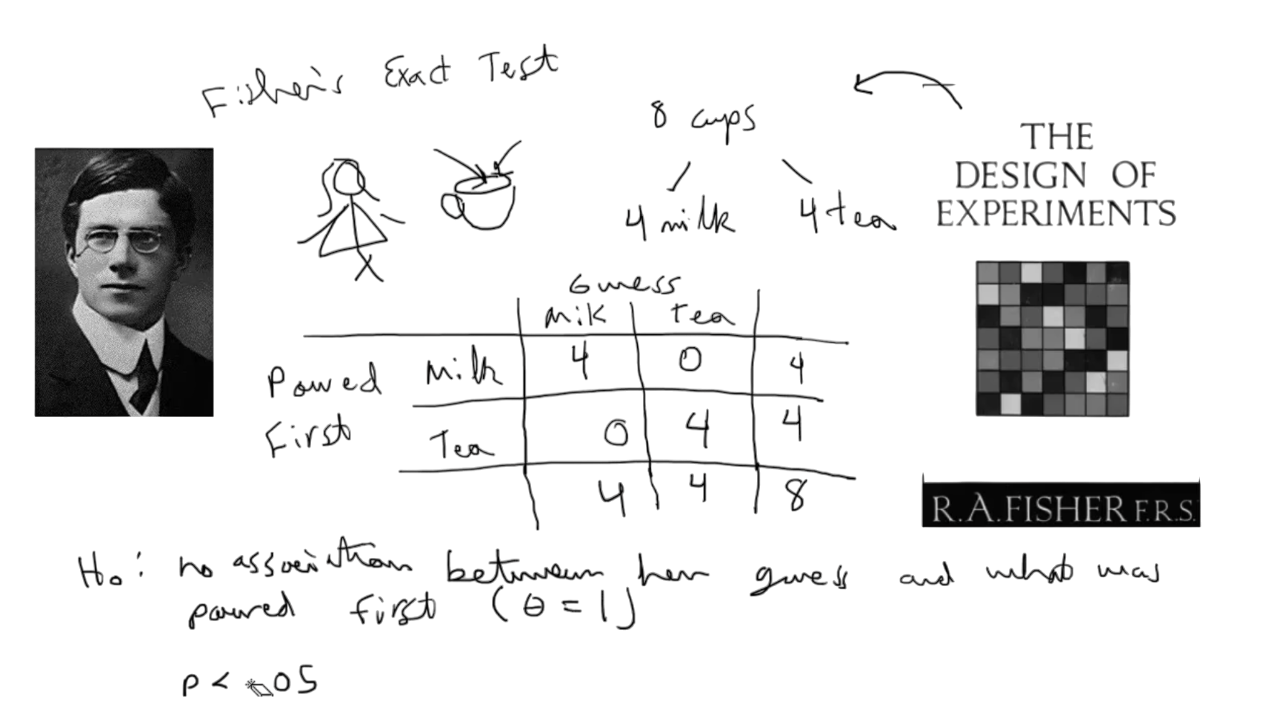 Fisher's Exact Test
8 cups
4 milk 4 tea
THE
DESIGN OF
EXPERIMENTS
Guess
Milk Tea
Poured Milk 4 0 4
First Tea 0 4 4
4 4 8
R.A.FISHER F.R.S.
H₀: no association between her guess and what was
poured first (θ = 1)
p < .05